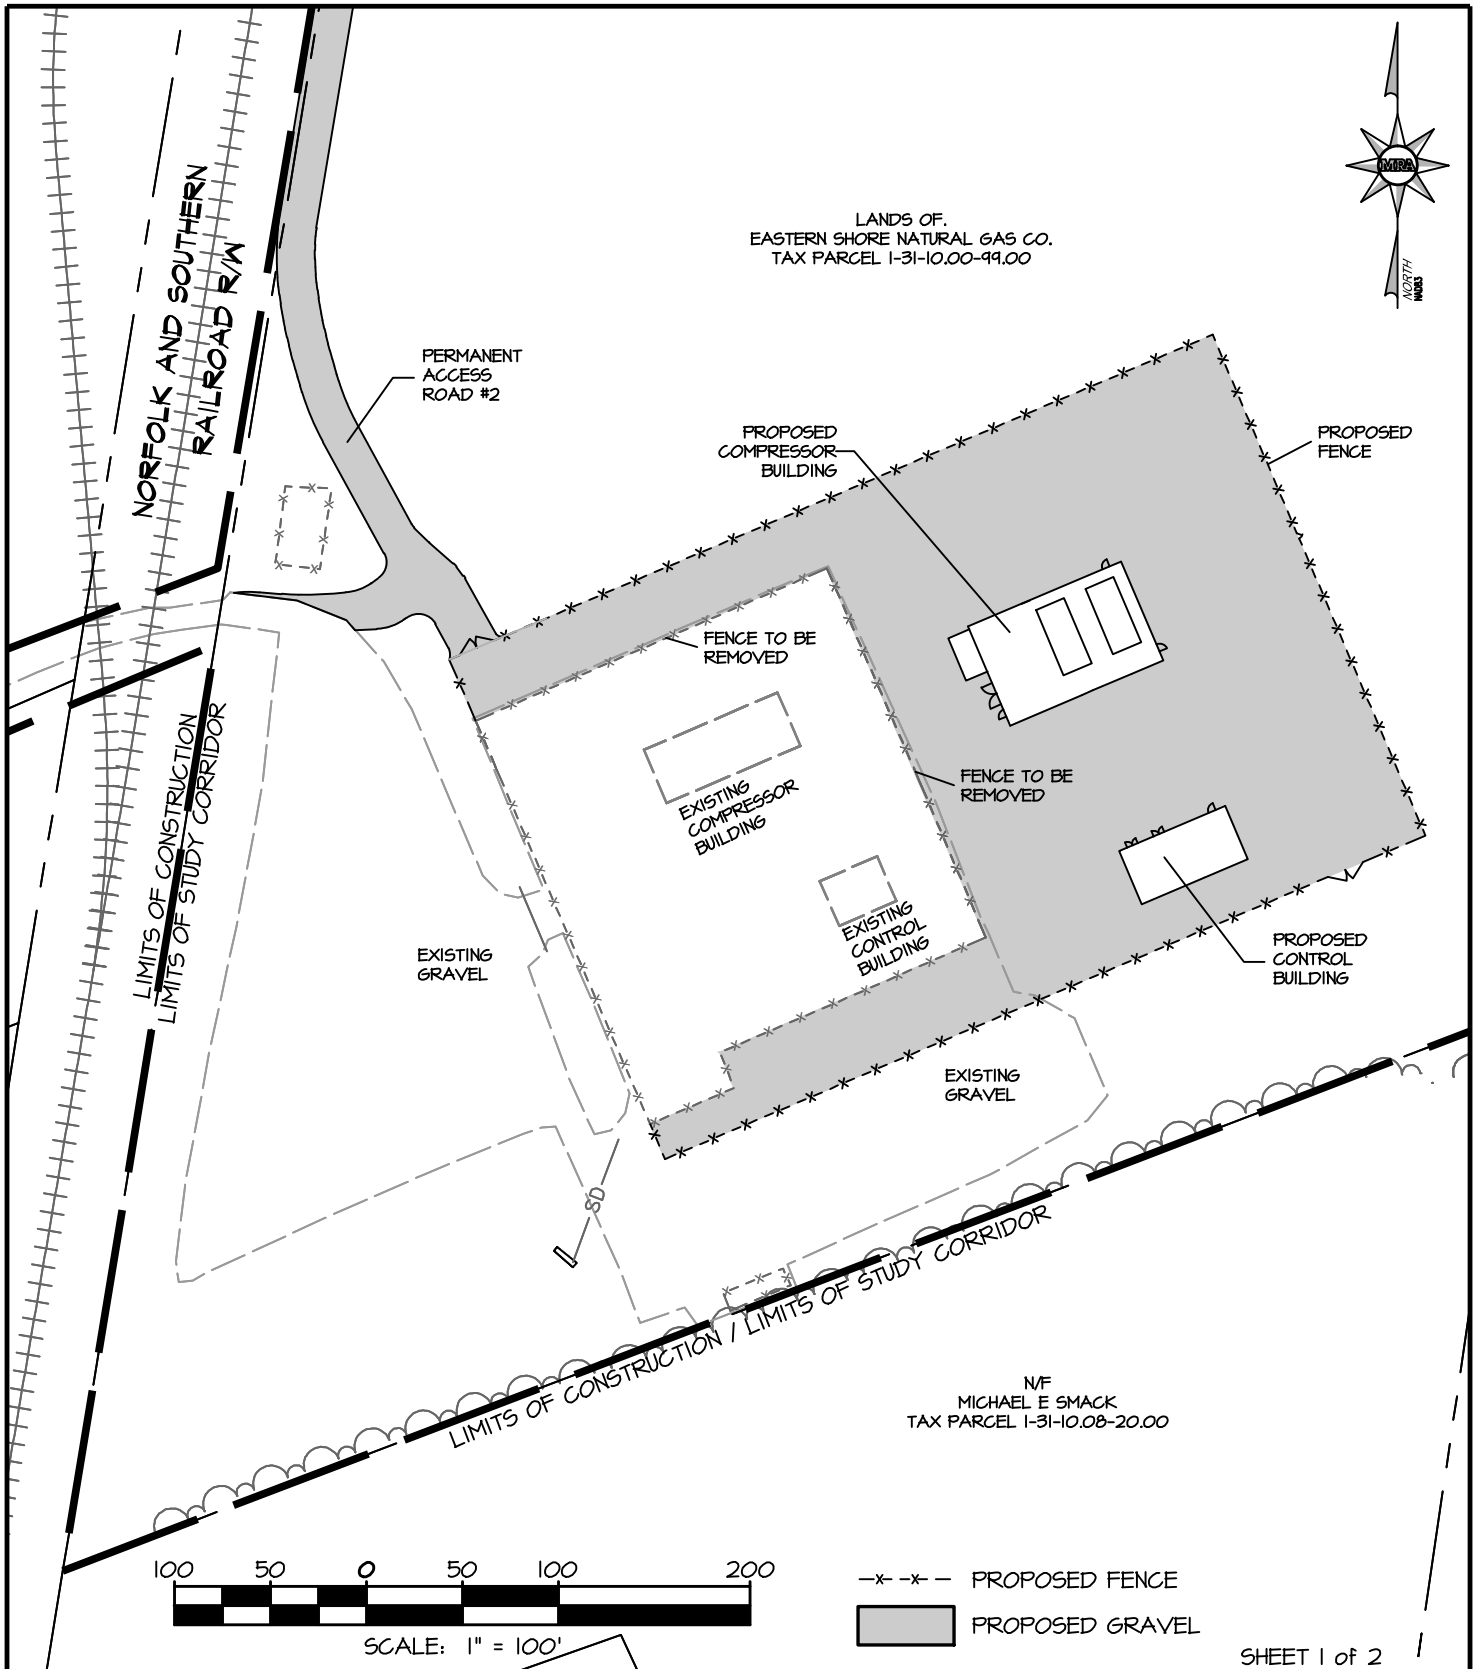 MRA
NORTH
NAD83
NORFOLK AND SOUTHERN
RAILROAD R/W
LANDS OF.
EASTERN SHORE NATURAL GAS CO.
TAX PARCEL 1-31-10.00-99.00
PERMANENT
ACCESS
ROAD #2
PROPOSED
COMPRESSOR
BUILDING
PROPOSED
FENCE
FENCE TO BE
REMOVED
FENCE TO BE
REMOVED
EXISTING
COMPRESSOR
BUILDING
EXISTING
CONTROL
BUILDING
LIMITS OF CONSTRUCTION
LIMITS OF STUDY CORRIDOR
EXISTING
GRAVEL
PROPOSED
CONTROL
BUILDING
EXISTING
GRAVEL
SD
LIMITS OF CONSTRUCTION / LIMITS OF STUDY CORRIDOR
N/F
MICHAEL E SMACK
TAX PARCEL 1-31-10.08-20.00
100 50 0 50 100 200
SCALE: 1" = 100'
PROPOSED FENCE
PROPOSED GRAVEL
SHEET 1 of 2